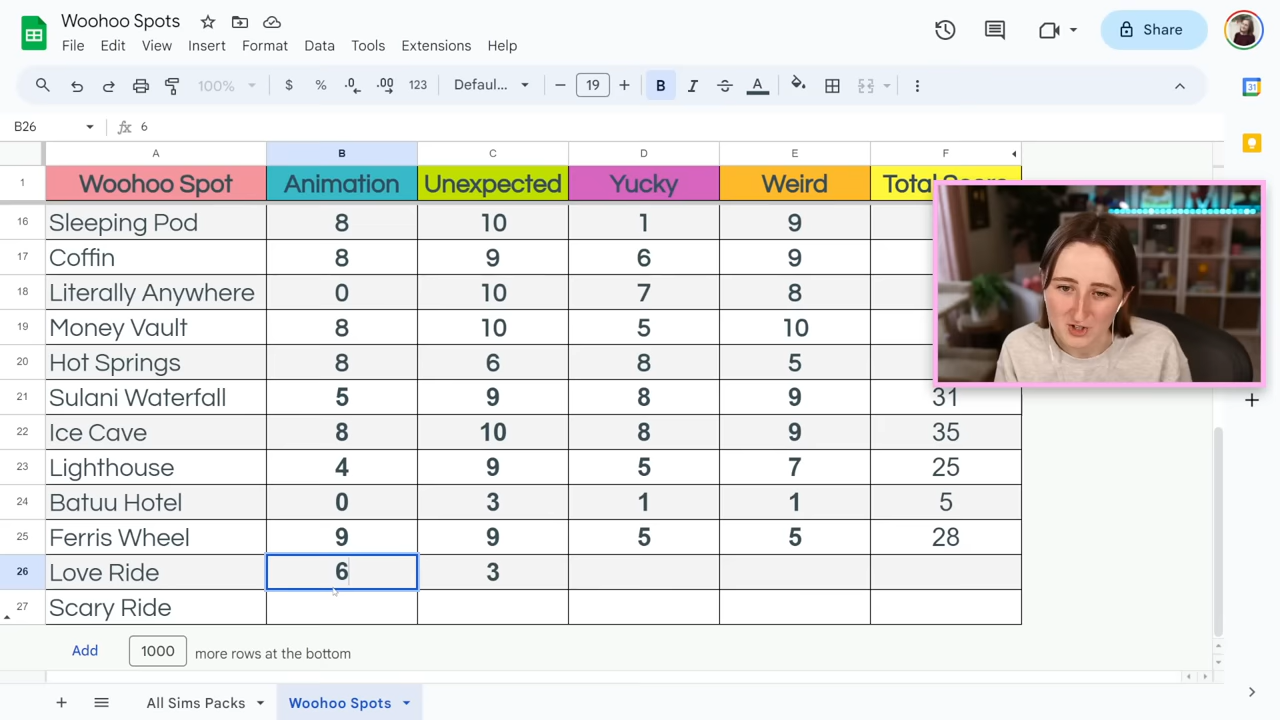 Woohoo Spots
File Edit View Insert Format Data Tools Extensions Help
Share
100% $ % .0 .00 123 Defaul... 19 B I A
31
B26 fx 6
A B C D E F
1 Woohoo Spot Animation Unexpected Yucky Weird Total Score
16 Sleeping Pod 8 10 1 9
17 Coffin 8 9 6 9
18 Literally Anywhere 0 10 7 8
19 Money Vault 8 10 5 10
20 Hot Springs 8 6 8 5
21 Sulani Waterfall 5 9 8 9 31
22 Ice Cave 8 10 8 9 35
23 Lighthouse 4 9 5 7 25
24 Batuu Hotel 0 3 1 1 5
25 Ferris Wheel 9 9 5 5 28
26 Love Ride 6 3
27 Scary Ride
Add 1000 more rows at the bottom
All Sims Packs Woohoo Spots